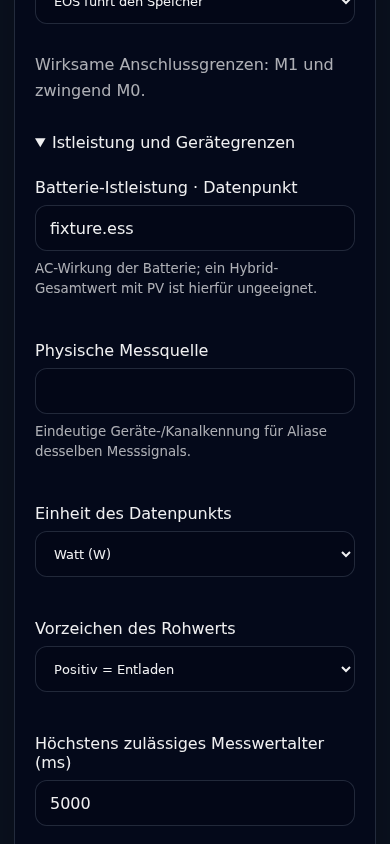 EOS führt den Speicher
Wirksame Anschlussgrenzen: M1 und
zwingend M0.
▼ Istleistung und Gerätegrenzen
Batterie-Istleistung · Datenpunkt
fixture.ess
AC-Wirkung der Batterie; ein Hybrid-
Gesamtwert mit PV ist hierfür ungeeignet.
Physische Messquelle
Eindeutige Geräte-/Kanalkennung für Aliase
desselben Messsignals.
Einheit des Datenpunkts
Watt (W)
Vorzeichen des Rohwerts
Positiv = Entladen
Höchstens zulässiges Messwertalter
(ms)
5000